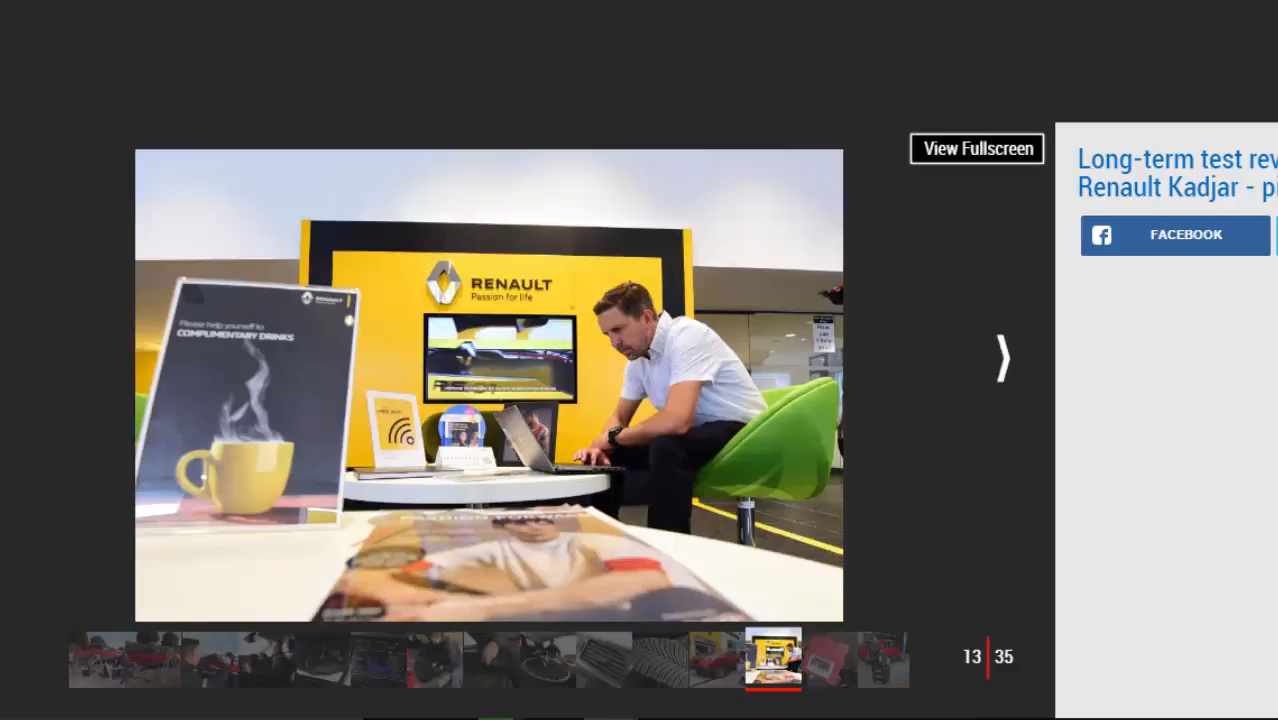 View Fullscreen
Long-term test rev
Renault Kadjar - pi
FACEBOOK
RENAULT
Passion for life
RENAULT
Please help yourself to
COMPLIMENTARY DRINKS
13 35